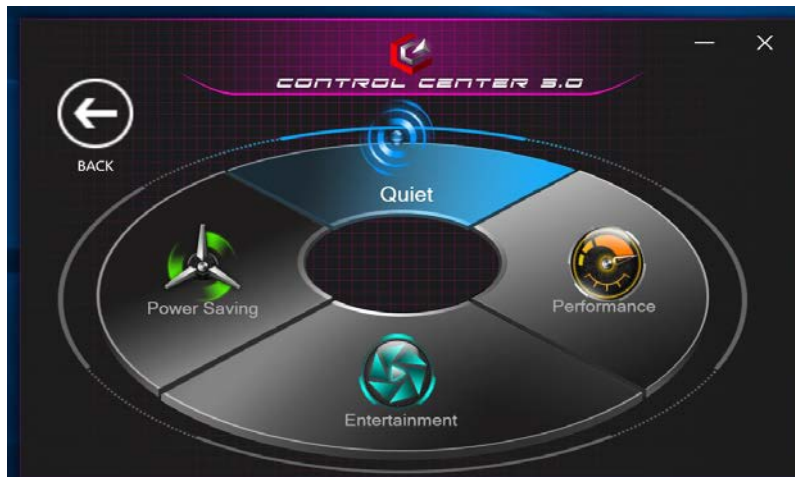 CONTROL CENTER 3.0
BACK
Quiet
Power Saving
Performance
Entertainment